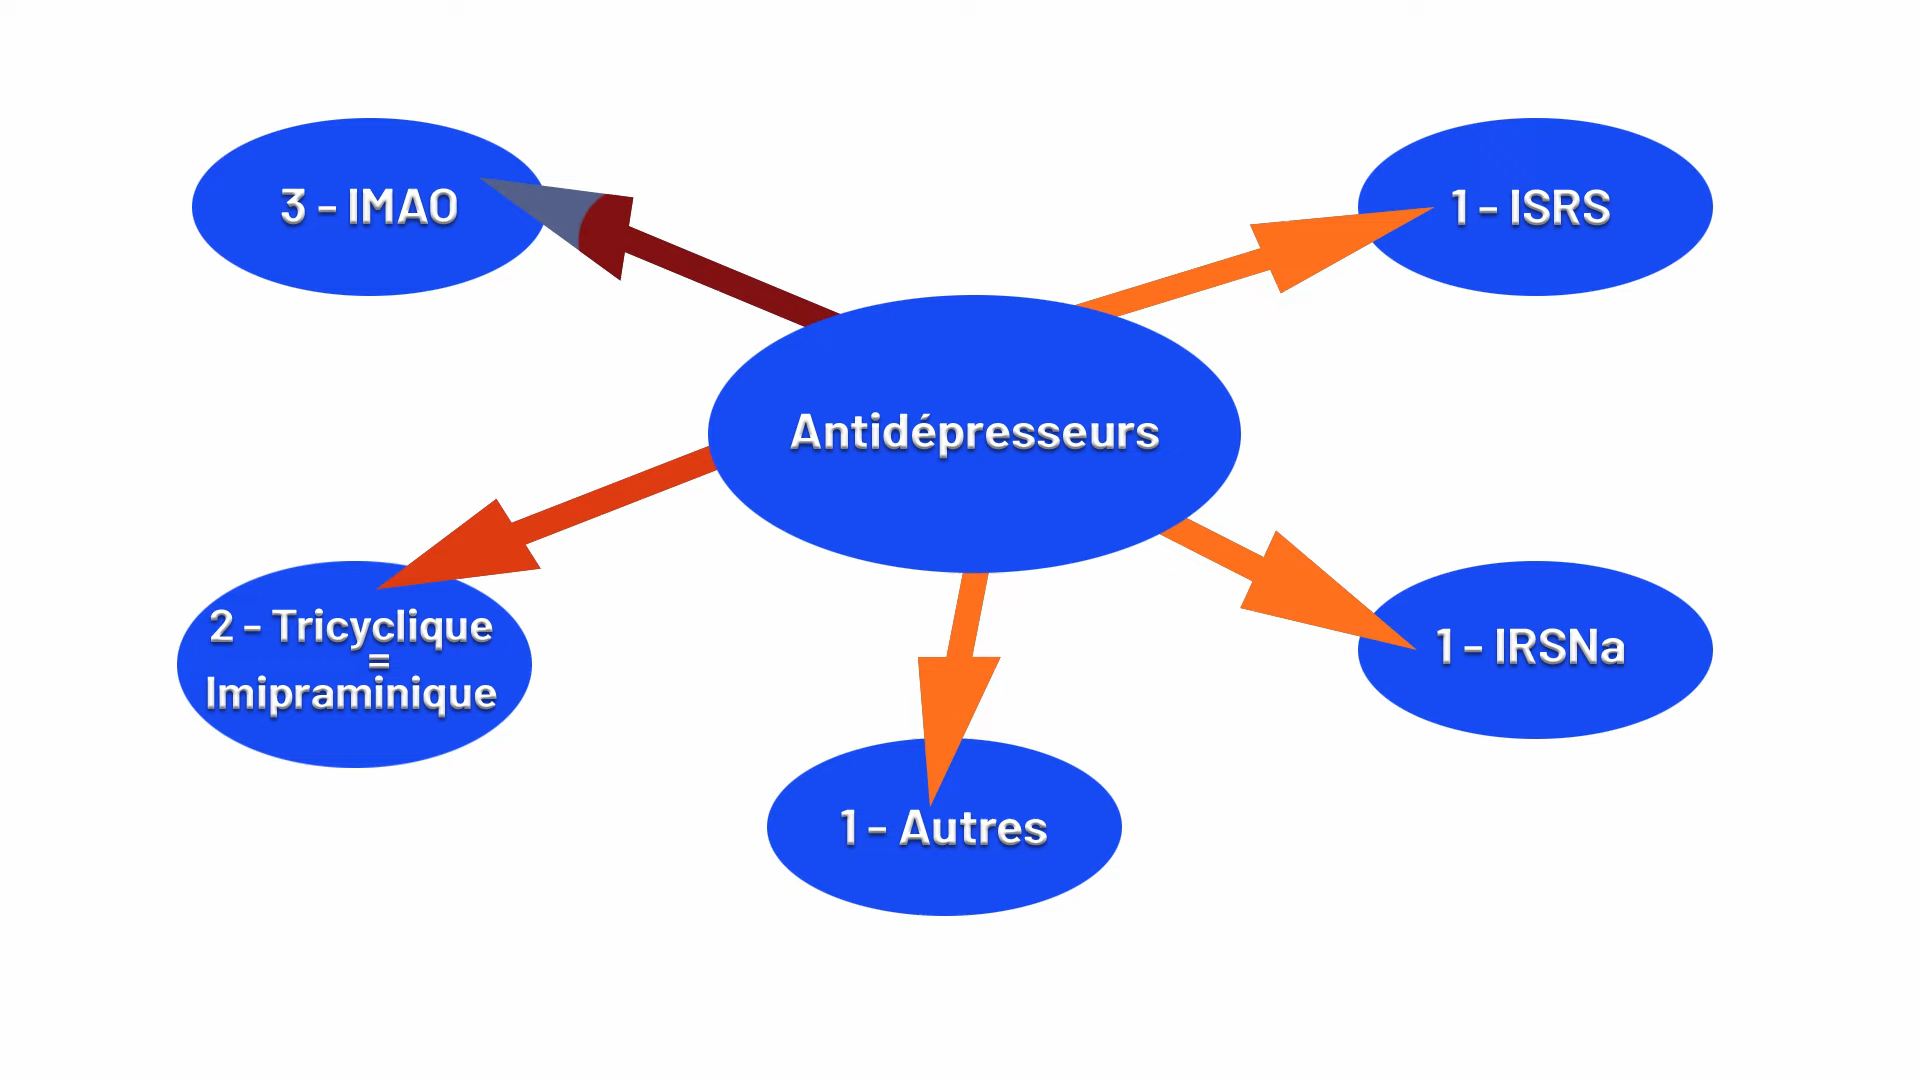 3 - IMAO
1 - ISRS
Antidépresseurs
2 - Tricyclique
=
Imipraminique
1 - IRSNa
1 - Autres